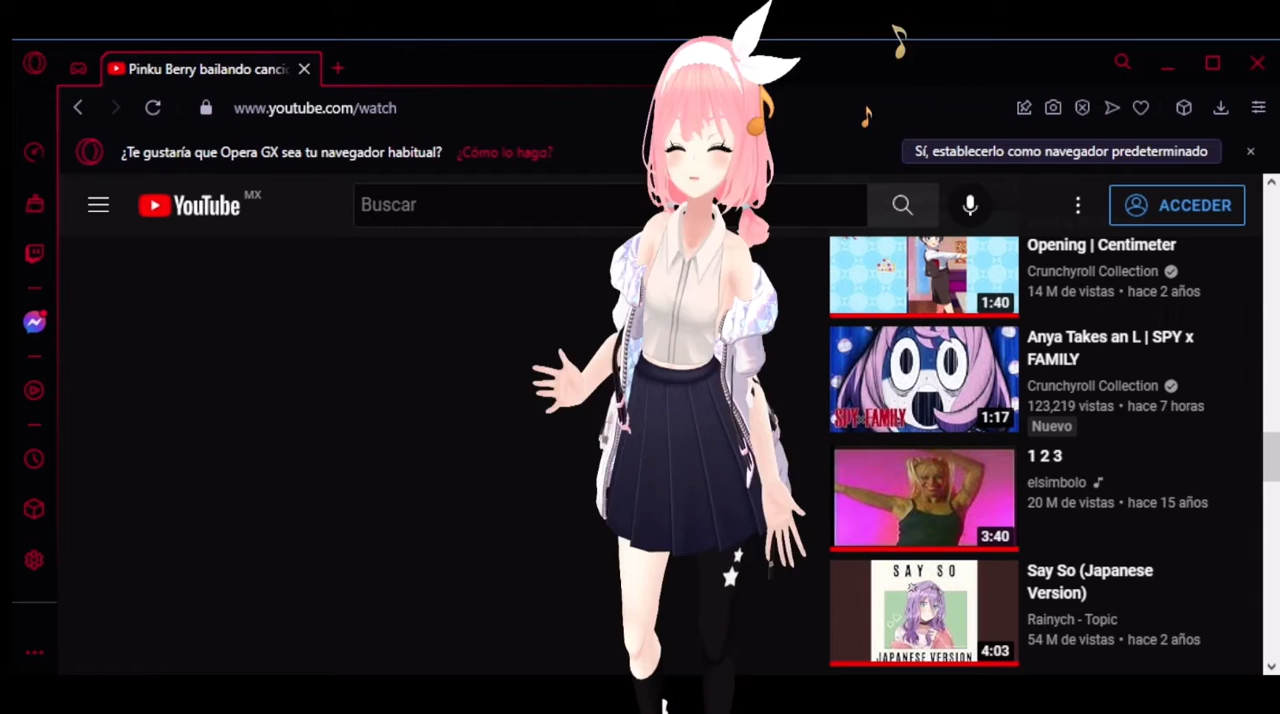 Pinku Berry bailando canci
www.youtube.com/watch
¿Te gustaría que Opera GX sea tu navegador habitual? ¿Cómo lo hago?
Sí, establecerlo como navegador predeterminado
YouTube MX
Buscar
ACCEDER
Opening | Centimeter
Crunchyroll Collection
14 M de vistas • hace 2 años
1:40
Anya Takes an L | SPY x
FAMILY
Crunchyroll Collection
123,219 vistas • hace 7 horas
Nuevo
SPY×FAMILY
1:17
1 2 3
elsimbolo
20 M de vistas • hace 15 años
3:40
SAY SO
JAPANESE VERSION
4:03
Say So (Japanese
Version)
Rainych - Topic
54 M de vistas • hace 2 años